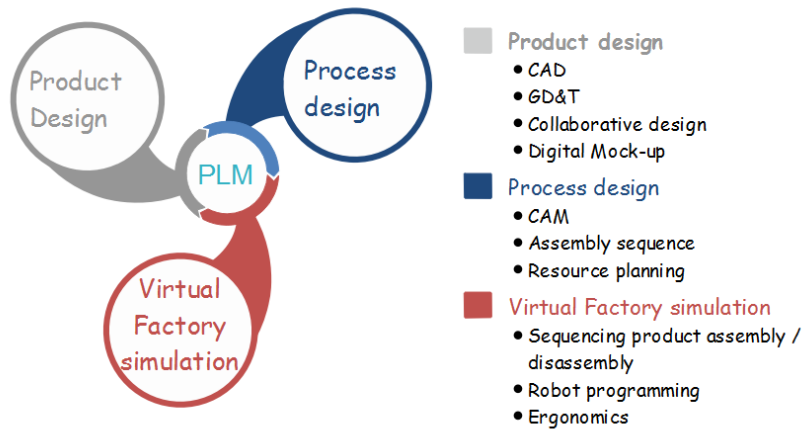 Product
Design
Process
design
PLM
Virtual
Factory
simulation
Product design
• CAD
• GD&T
• Collaborative design
• Digital Mock-up
Process design
• CAM
• Assembly sequence
• Resource planning
Virtual Factory simulation
• Sequencing product assembly /
disassembly
• Robot programming
• Ergonomics